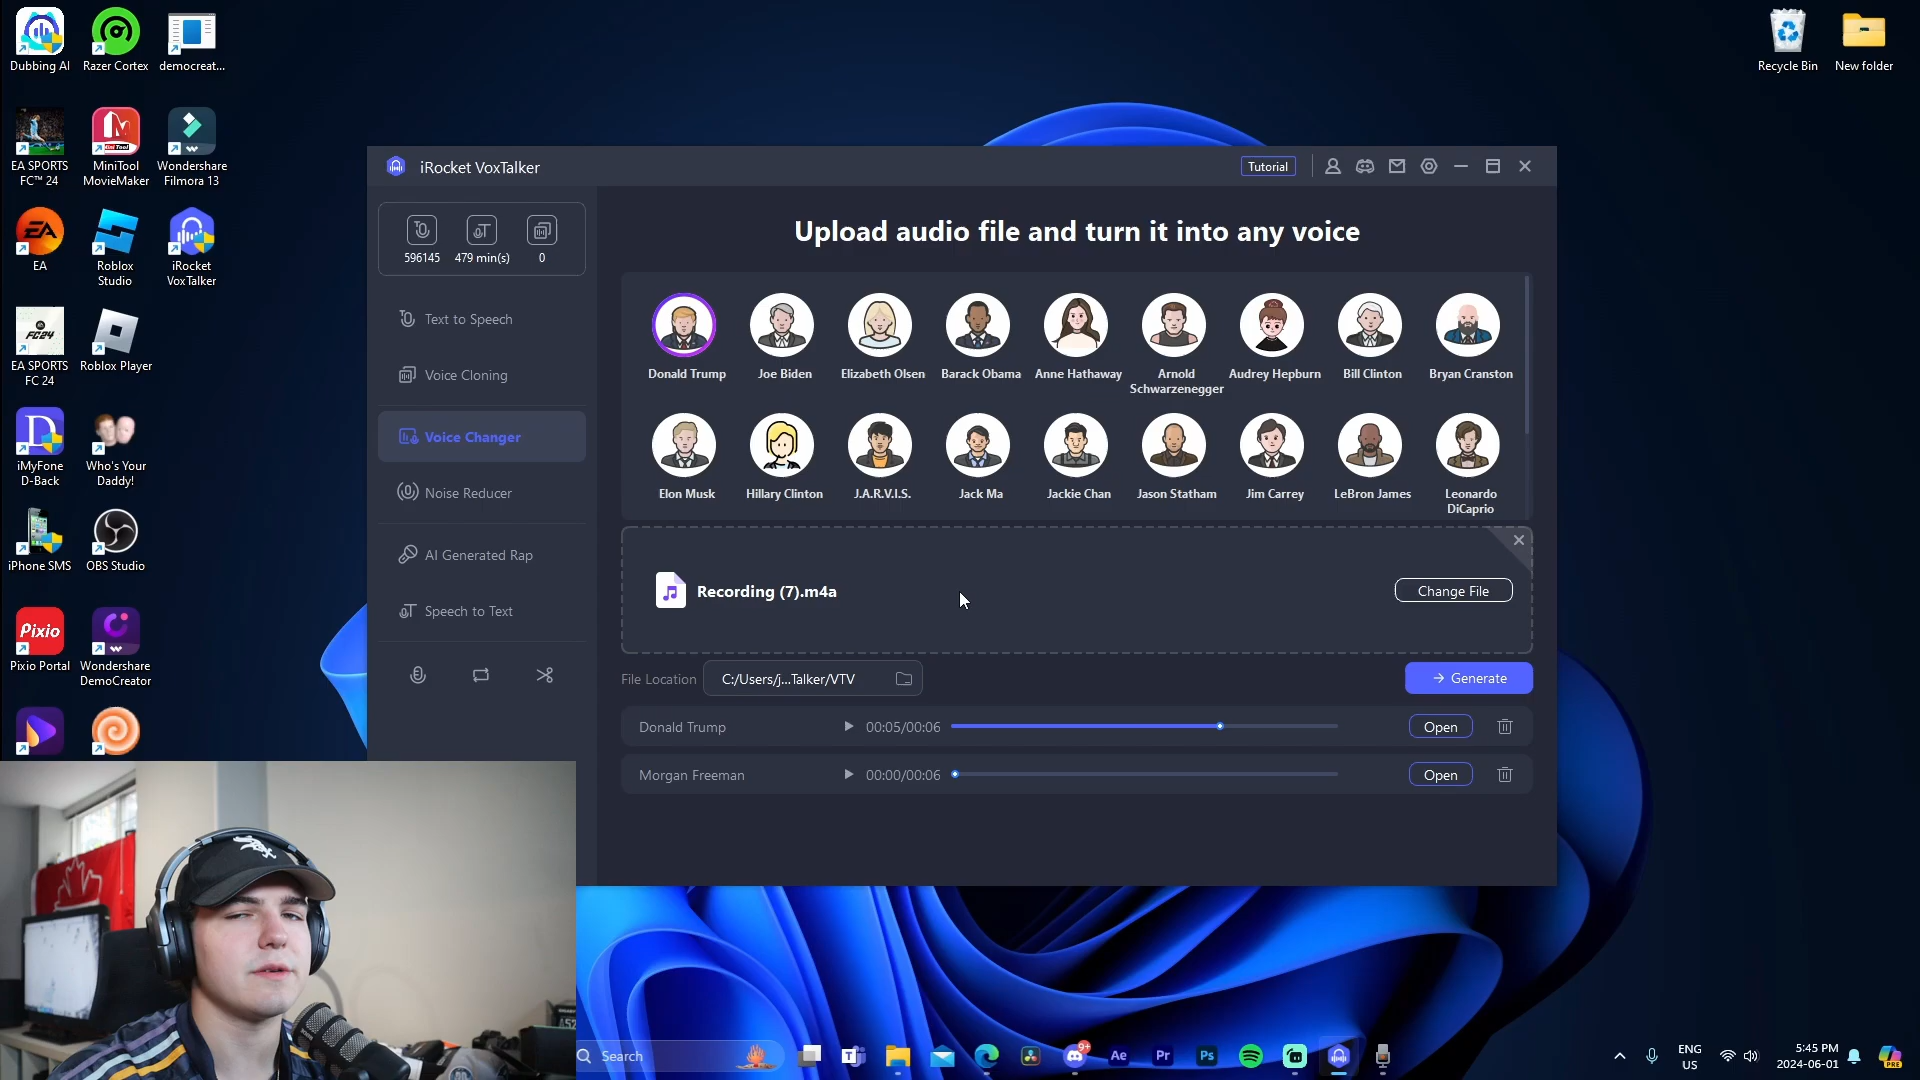 Dubbing AI
Razer Cortex
democreat...
Recycle Bin
New folder
EA SPORTS
FC™ 24
MiniTool
MovieMaker
Wondershare
Filmora 13
EA
Roblox
Studio
iRocket
VoxTalker
EA SPORTS
FC 24
Roblox Player
iMyFone
D-Back
Who's Your
Daddy!
iPhone SMS
OBS Studio
Pixio
Pixio Portal
Wondershare
DemoCreator
iRocket VoxTalker
Tutorial
596145
479 min(s)
0
Text to Speech
Voice Cloning
Voice Changer
Noise Reducer
AI Generated Rap
Speech to Text
Upload audio file and turn it into any voice
Donald Trump
Joe Biden
Elizabeth Olsen
Barack Obama
Anne Hathaway
Arnold
Schwarzenegger
Audrey Hepburn
Bill Clinton
Bryan Cranston
Elon Musk
Hillary Clinton
J.A.R.V.I.S.
Jack Ma
Jackie Chan
Jason Statham
Jim Carrey
LeBron James
Leonardo
DiCaprio
Recording (7).m4a
Change File
File Location
C:/Users/j...Talker/VTV
Generate
Donald Trump
00:05/00:06
Open
Morgan Freeman
00:00/00:06
Open
Search
9+
Ae
Pr
Ps
ENG
US
5:45 PM
2024-06-01